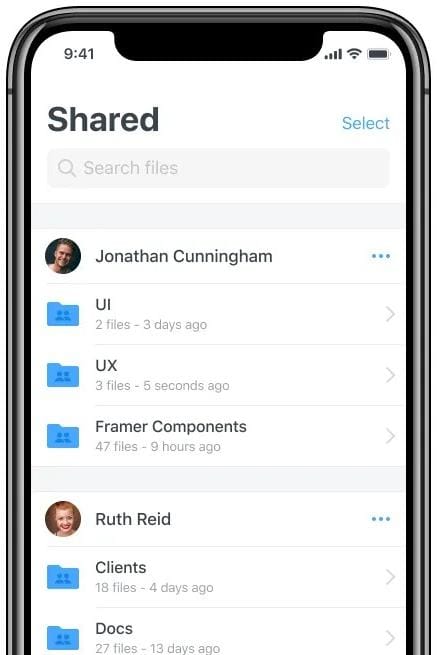 9:41
Shared
Select
Search files
Jonathan Cunningham
UI
2 files - 3 days ago
UX
3 files - 5 seconds ago
Framer Components
47 files - 9 hours ago
Ruth Reid
Clients
18 files - 4 days ago
Docs
27 files - 13 days ago